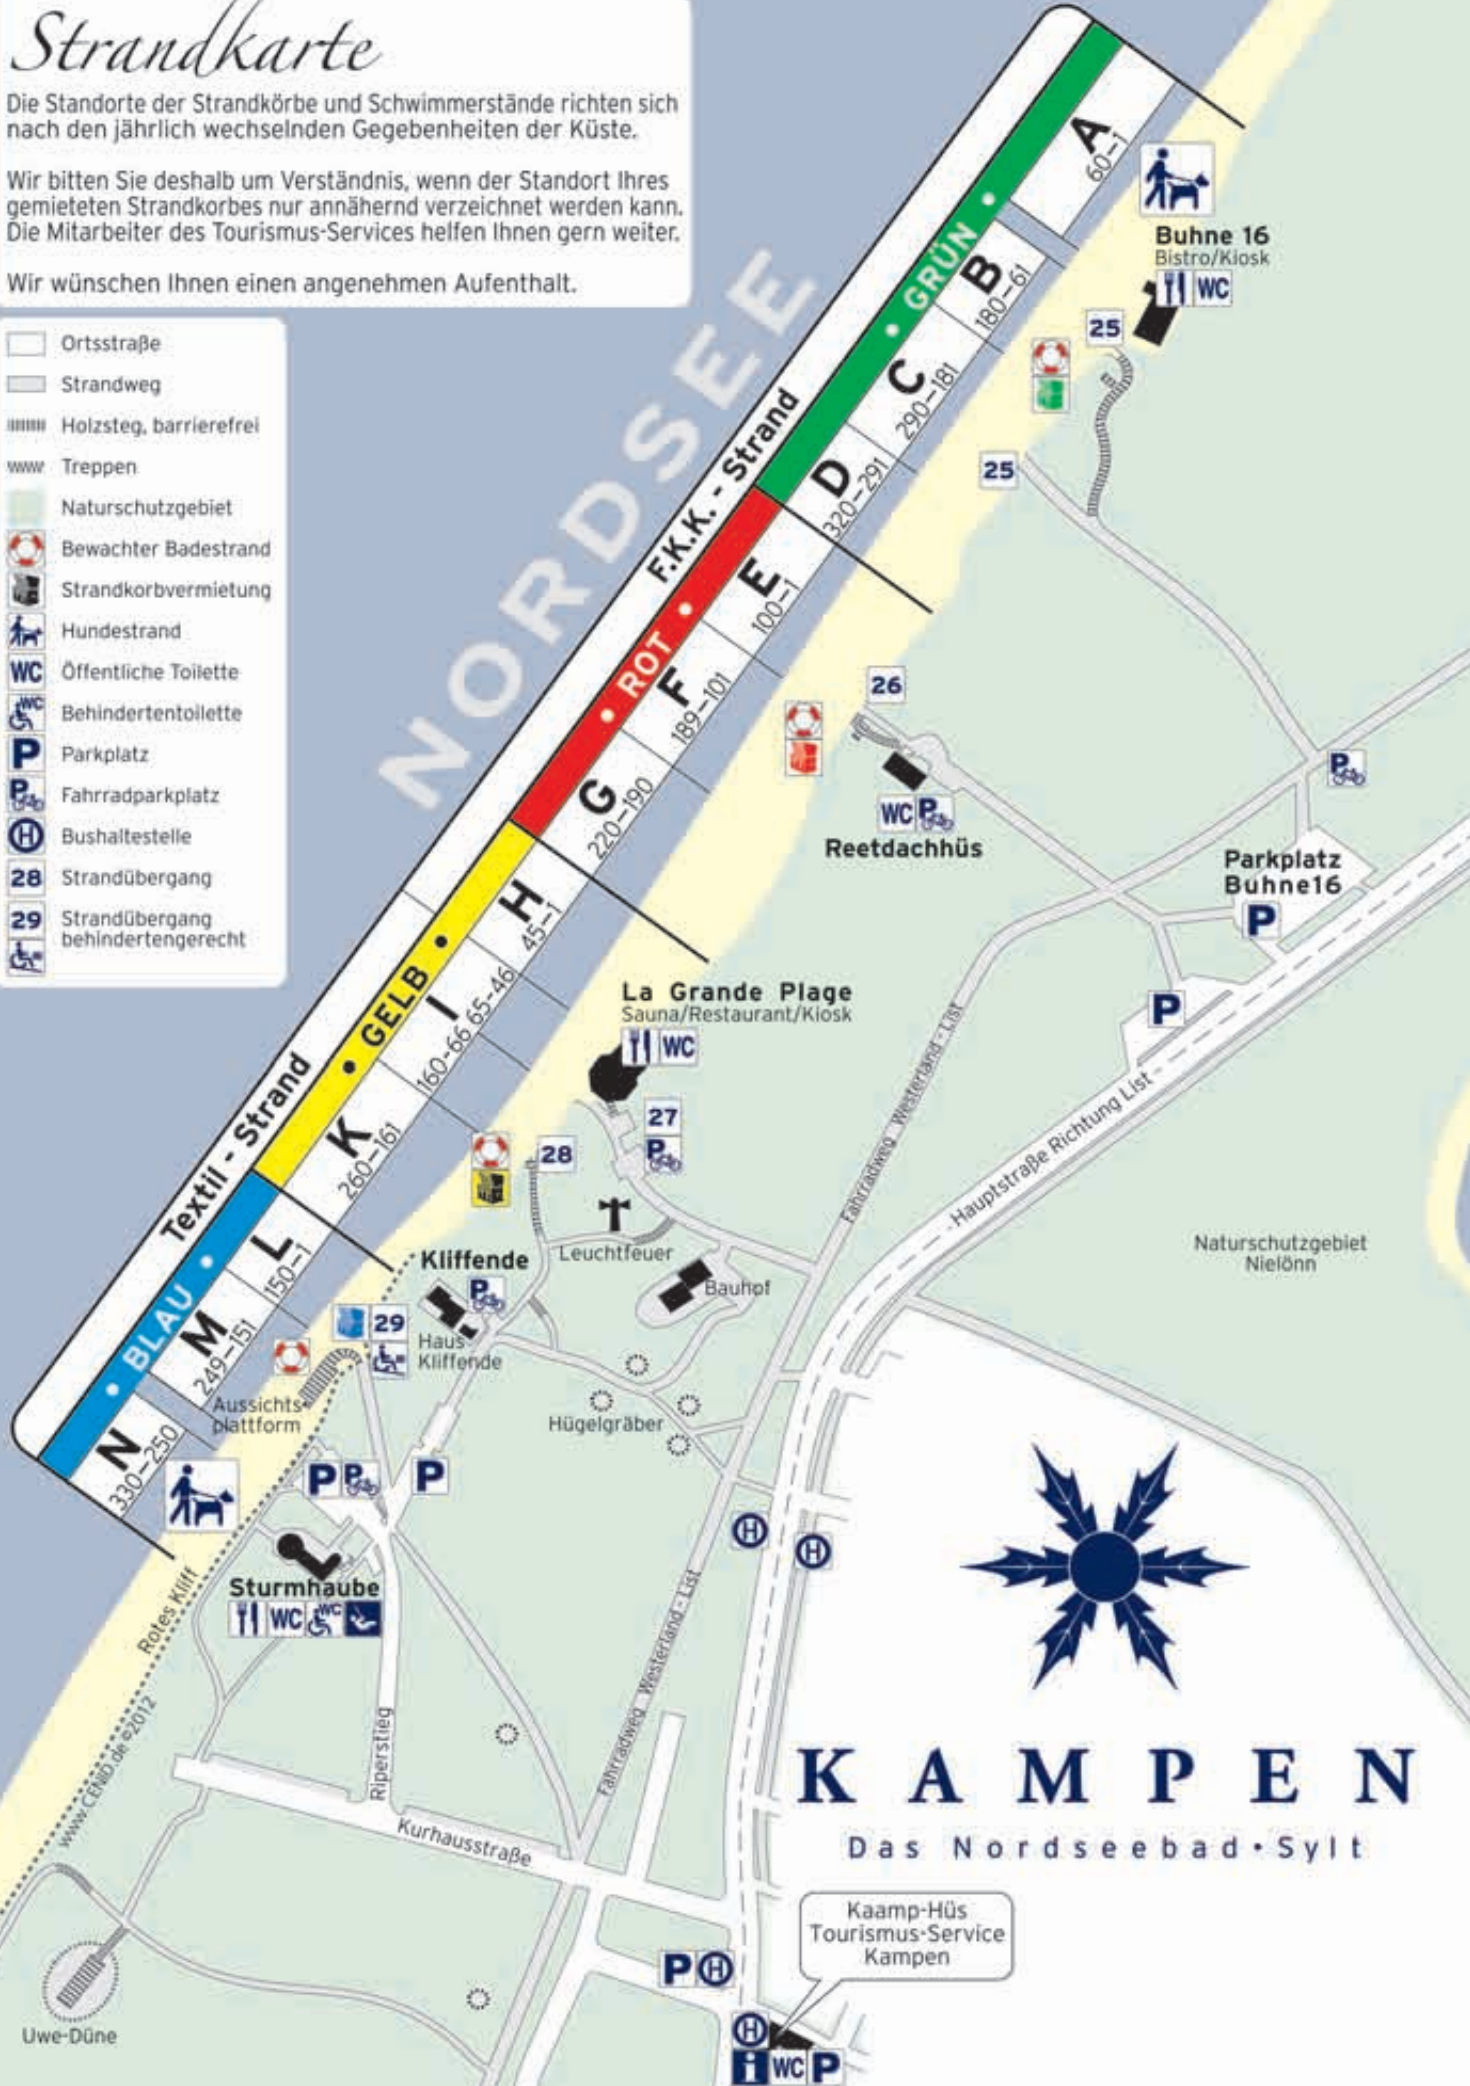 Strandkarte
Die Standorte der Strandkörbe und Schwimmerstände richten sich
nach den jährlich wechselnden Gegebenheiten der Küste.
Wir bitten Sie deshalb um Verständnis, wenn der Standort Ihres
gemieteten Strandkorbes nur annähernd verzeichnet werden kann.
Die Mitarbeiter des Tourismus-Services helfen Ihnen gern weiter.
Wir wünschen Ihnen einen angenehmen Aufenthalt.
Ortsstraße
Strandweg
Holzsteg, barrierefrei
Treppen
Naturschutzgebiet
Bewachter Badestrand
Strandkorbvermietung
Hundestrand
WC Öffentliche Toilette
WC Behindertentoilette
P Parkplatz
P Fahrradparkplatz
H Bushaltestelle
28 Strandübergang
29 Strandübergang
behindertengerecht
NORDSEE
F.K.K. - Strand
Textil - Strand
GRÜN
ROT
GELB
BLAU
A
60-1
B
180-61
C
290-181
D
320-291
E
100-1
F
189-101
G
220-190
H
45-1
I
160-66 65-46
K
260-161
L
150-1
M
249-151
N
330-250
Buhne 16
Bistro/Kiosk
WC
25
25
26
WC P
Reetdachhüs
P
Parkplatz
Buhne16
P
P
La Grande Plage
Sauna/Restaurant/Kiosk
WC
27
P
28
Leuchtfeuer
Kliffende
P
Haus
Kliffende
Bauhof
29
Aussichts-
plattform
Hügelgräber
P P P
Sturmhaube
WC WC
Rotes Kliff
www.CENID.de ©2012
Riperstieg
Kurhausstraße
Fahrradweg Westerland - List
Fahrradweg Westerland - List
- Hauptstraße Richtung List -
Naturschutzgebiet
Nielönn
H
H
KAMPEN
Das Nordseebad • Sylt
Kaamp-Hüs
Tourismus-Service
Kampen
P H
H
i WC P
Uwe-Düne